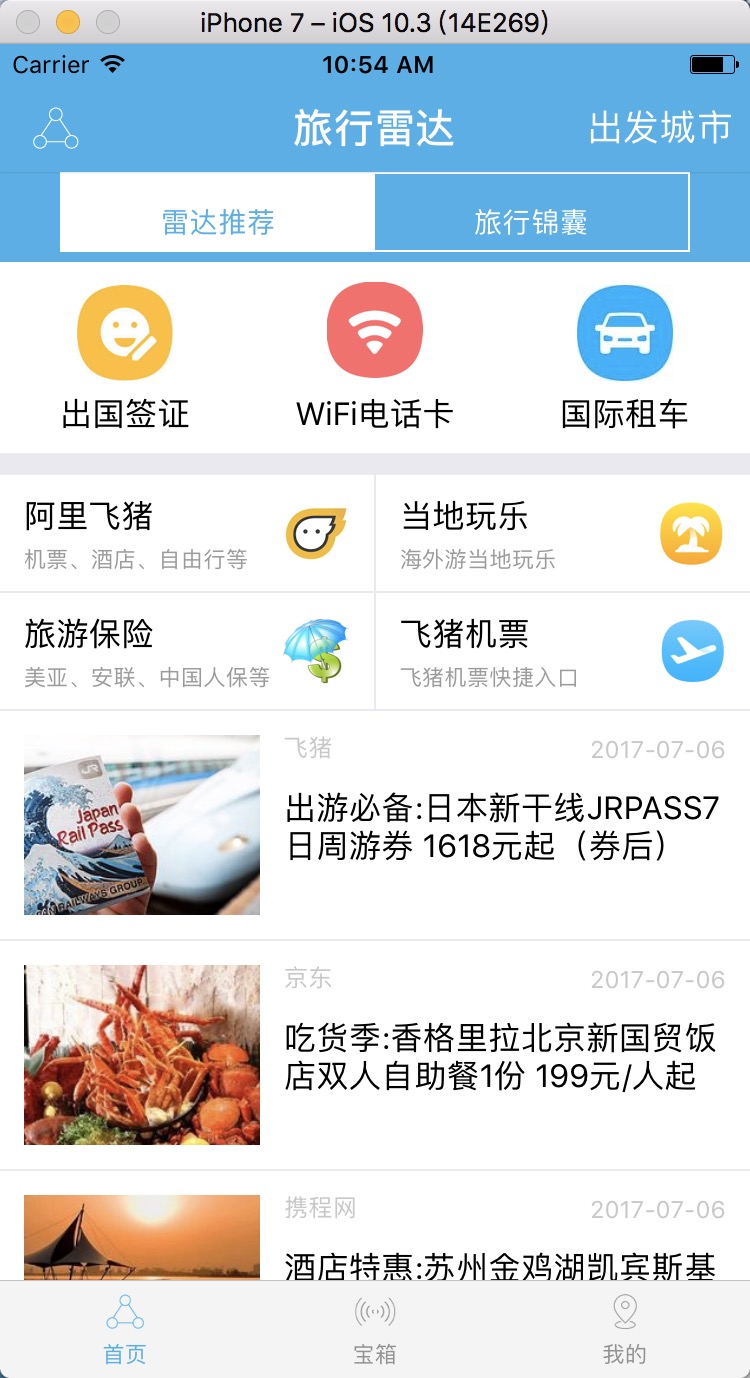 iPhone 7 – iOS 10.3 (14E269)
Carrier 10:54 AM
旅行雷达 出发城市
雷达推荐 旅行锦囊
出国签证 WiFi电话卡 国际租车
阿里飞猪 当地玩乐
机票、酒店、自由行等 海外游当地玩乐
旅游保险 飞猪机票
美亚、安联、中国人保等 飞猪机票快捷入口
飞猪 2017-07-06
出游必备:日本新干线JRPASS7
日周游券 1618元起（券后）
JR
Japan
Rail Pass
RAILWAYS GROUP
京东 2017-07-06
吃货季:香格里拉北京新国贸饭
店双人自助餐1份 199元/人起
携程网 2017-07-06
酒店特惠:苏州金鸡湖凯宾斯基
首页 宝箱 我的